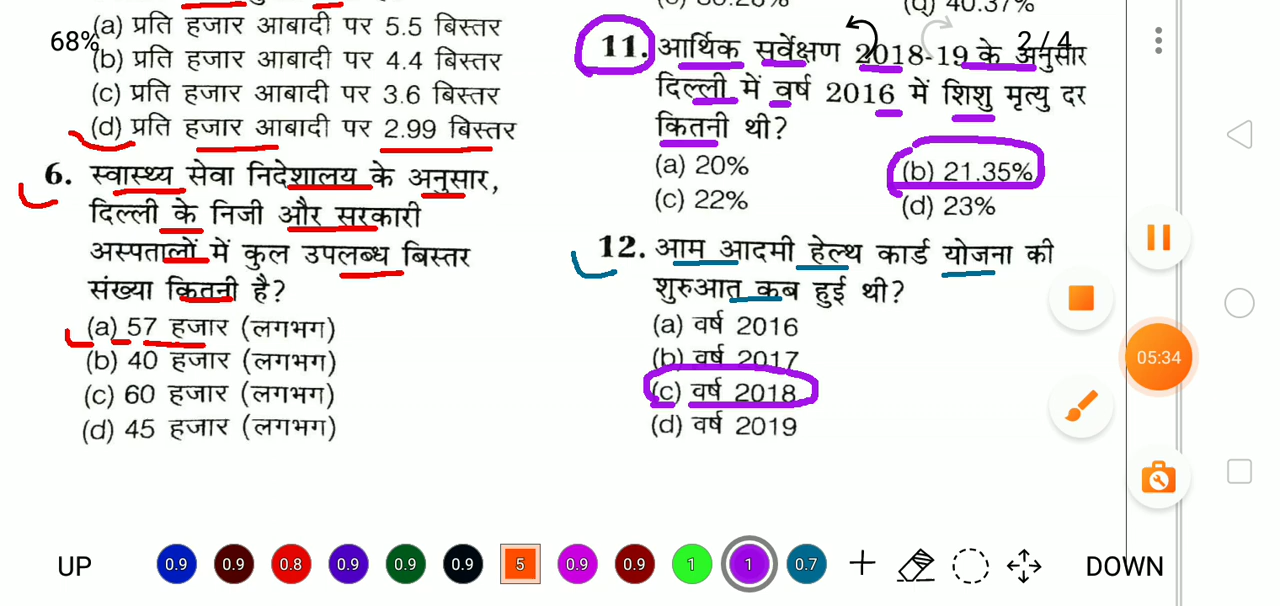 (a) प्रति हजार आबादी पर 5.5 बिस्तर
68%
(b) प्रति हजार आबादी पर 4.4 बिस्तर
(c) प्रति हजार आबादी पर 3.6 बिस्तर
(d) प्रति हजार आबादी पर 2.99 बिस्तर
6. स्वास्थ्य सेवा निदेशालय के अनुसार,
दिल्ली के निजी और सरकारी
अस्पतालों में कुल उपलब्ध बिस्तर
संख्या कितनी है?
(a) 57 हजार (लगभग)
(b) 40 हजार (लगभग)
(c) 60 हजार (लगभग)
(d) 45 हजार (लगभग)
(d) 40.37%
2/4
11. आर्थिक सर्वेक्षण 2018-19 के अनुसार
दिल्ली में वर्ष 2016 में शिशु मृत्यु दर
कितनी थी?
(a) 20%
(b) 21.35%
(c) 22%
(d) 23%
12. आम आदमी हेल्थ कार्ड योजना की
शुरुआत कब हुई थी?
(a) वर्ष 2016
(b) वर्ष 2017
(c) वर्ष 2018
(d) वर्ष 2019
05:34
UP 0.9 0.9 0.8 0.9 0.9 0.9 5 0.9 0.9 1 1 0.7 DOWN